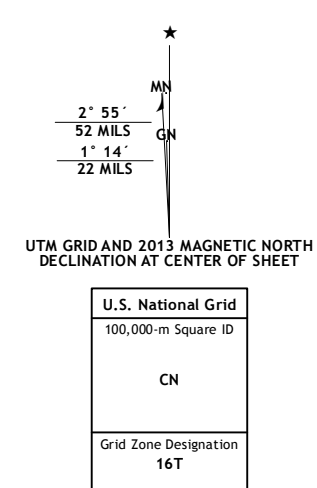 MN
2° 55´
52 MILS
GN
1° 14´
22 MILS
UTM GRID AND 2013 MAGNETIC NORTH
DECLINATION AT CENTER OF SHEET
U.S. National Grid
100,000-m Square ID
CN
Grid Zone Designation
16T